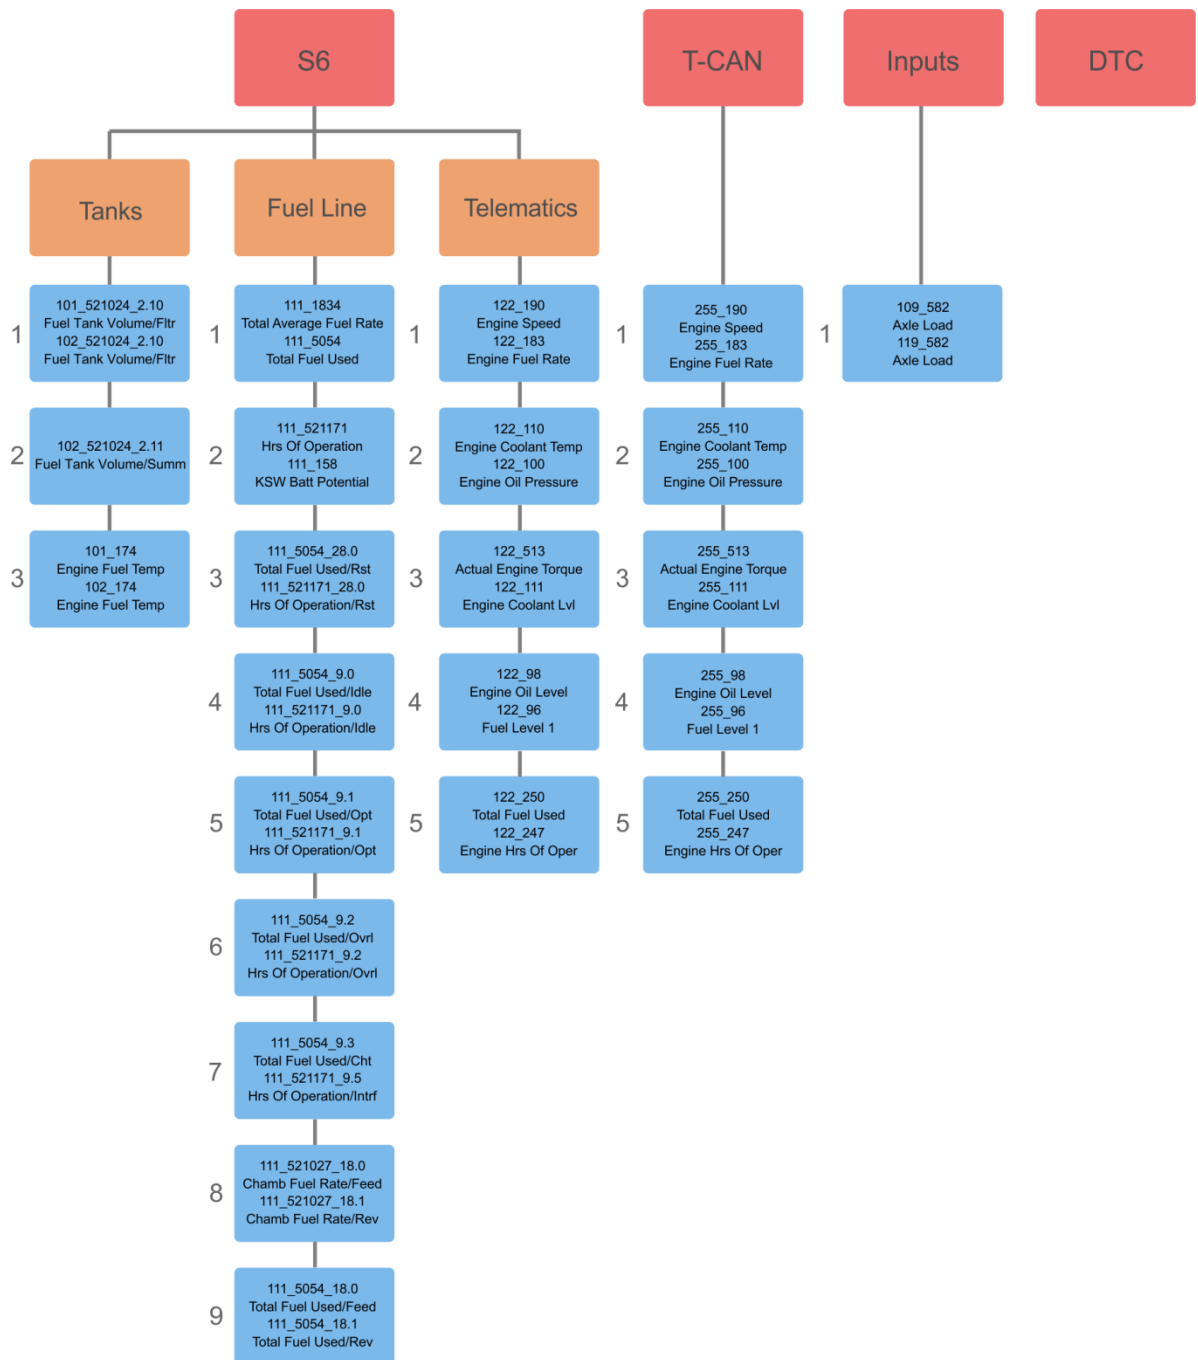 S6
T-CAN
Inputs
DTC
Tanks
Fuel Line
Telematics
1
101_521024_2.10
Fuel Tank Volume/Fltr
102_521024_2.10
Fuel Tank Volume/Fltr
2
102_521024_2.11
Fuel Tank Volume/Summ
3
101_174
Engine Fuel Temp
102_174
Engine Fuel Temp
1
111_1834
Total Average Fuel Rate
111_5054
Total Fuel Used
2
111_521171
Hrs Of Operation
111_158
KSW Batt Potential
3
111_5054_28.0
Total Fuel Used/Rst
111_521171_28.0
Hrs Of Operation/Rst
4
111_5054_9.0
Total Fuel Used/Idle
111_521171_9.0
Hrs Of Operation/Idle
5
111_5054_9.1
Total Fuel Used/Opt
111_521171_9.1
Hrs Of Operation/Opt
6
111_5054_9.2
Total Fuel Used/Ovrl
111_521171_9.2
Hrs Of Operation/Ovrl
7
111_5054_9.3
Total Fuel Used/Cht
111_521171_9.5
Hrs Of Operation/Intrf
8
111_521027_18.0
Chamb Fuel Rate/Feed
111_521027_18.1
Chamb Fuel Rate/Rev
9
111_5054_18.0
Total Fuel Used/Feed
111_5054_18.1
Total Fuel Used/Rev
1
122_190
Engine Speed
122_183
Engine Fuel Rate
2
122_110
Engine Coolant Temp
122_100
Engine Oil Pressure
3
122_513
Actual Engine Torque
122_111
Engine Coolant Lvl
4
122_98
Engine Oil Level
122_96
Fuel Level 1
5
122_250
Total Fuel Used
122_247
Engine Hrs Of Oper
1
255_190
Engine Speed
255_183
Engine Fuel Rate
2
255_110
Engine Coolant Temp
255_100
Engine Oil Pressure
3
255_513
Actual Engine Torque
255_111
Engine Coolant Lvl
4
255_98
Engine Oil Level
255_96
Fuel Level 1
5
255_250
Total Fuel Used
255_247
Engine Hrs Of Oper
1
109_582
Axle Load
119_582
Axle Load